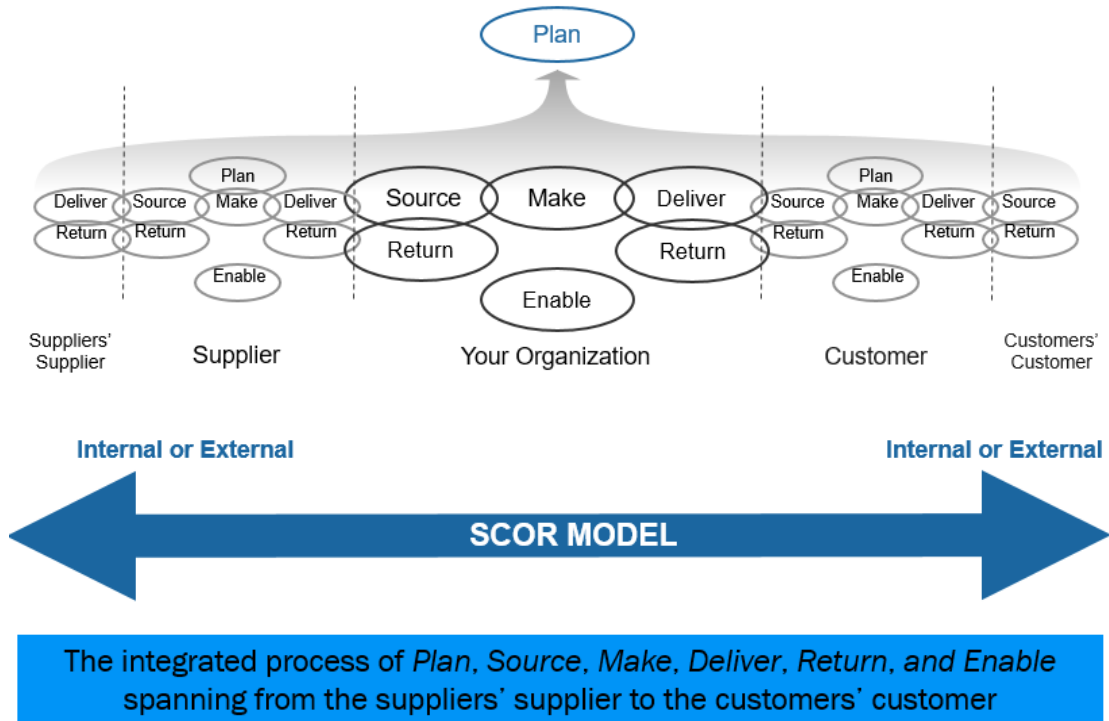 Plan
Plan
Plan
Deliver
Source
Make
Deliver
Source
Make
Deliver
Source
Make
Deliver
Source
Return
Return
Return
Return
Return
Return
Return
Return
Enable
Enable
Enable
Suppliers'
Supplier
Supplier
Your Organization
Customer
Customers'
Customer
Internal or External
Internal or External
SCOR MODEL
The integrated process of Plan, Source, Make, Deliver, Return, and Enable
spanning from the suppliers' supplier to the customers' customer